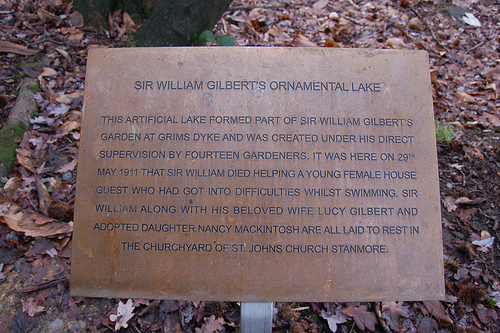 SIR WILLIAM GILBERT'S ORNAMENTAL LAKE
THIS ARTIFICIAL LAKE FORMED PART OF SIR WILLIAM GILBERT'S
GARDEN AT GRIMS DYKE AND WAS CREATED UNDER HIS DIRECT
SUPERVISION BY FOURTEEN GARDENERS. IT WAS HERE ON 29TH
MAY 1911 THAT SIR WILLIAM DIED HELPING A YOUNG FEMALE HOUSE
GUEST WHO HAD GOT INTO DIFFICULTIES WHILST SWIMMING. SIR
WILLIAM ALONG WITH HIS BELOVED WIFE LUCY GILBERT AND
ADOPTED DAUGHTER NANCY MACKINTOSH ARE ALL LAID TO REST IN
THE CHURCHYARD OF ST. JOHNS CHURCH STANMORE.